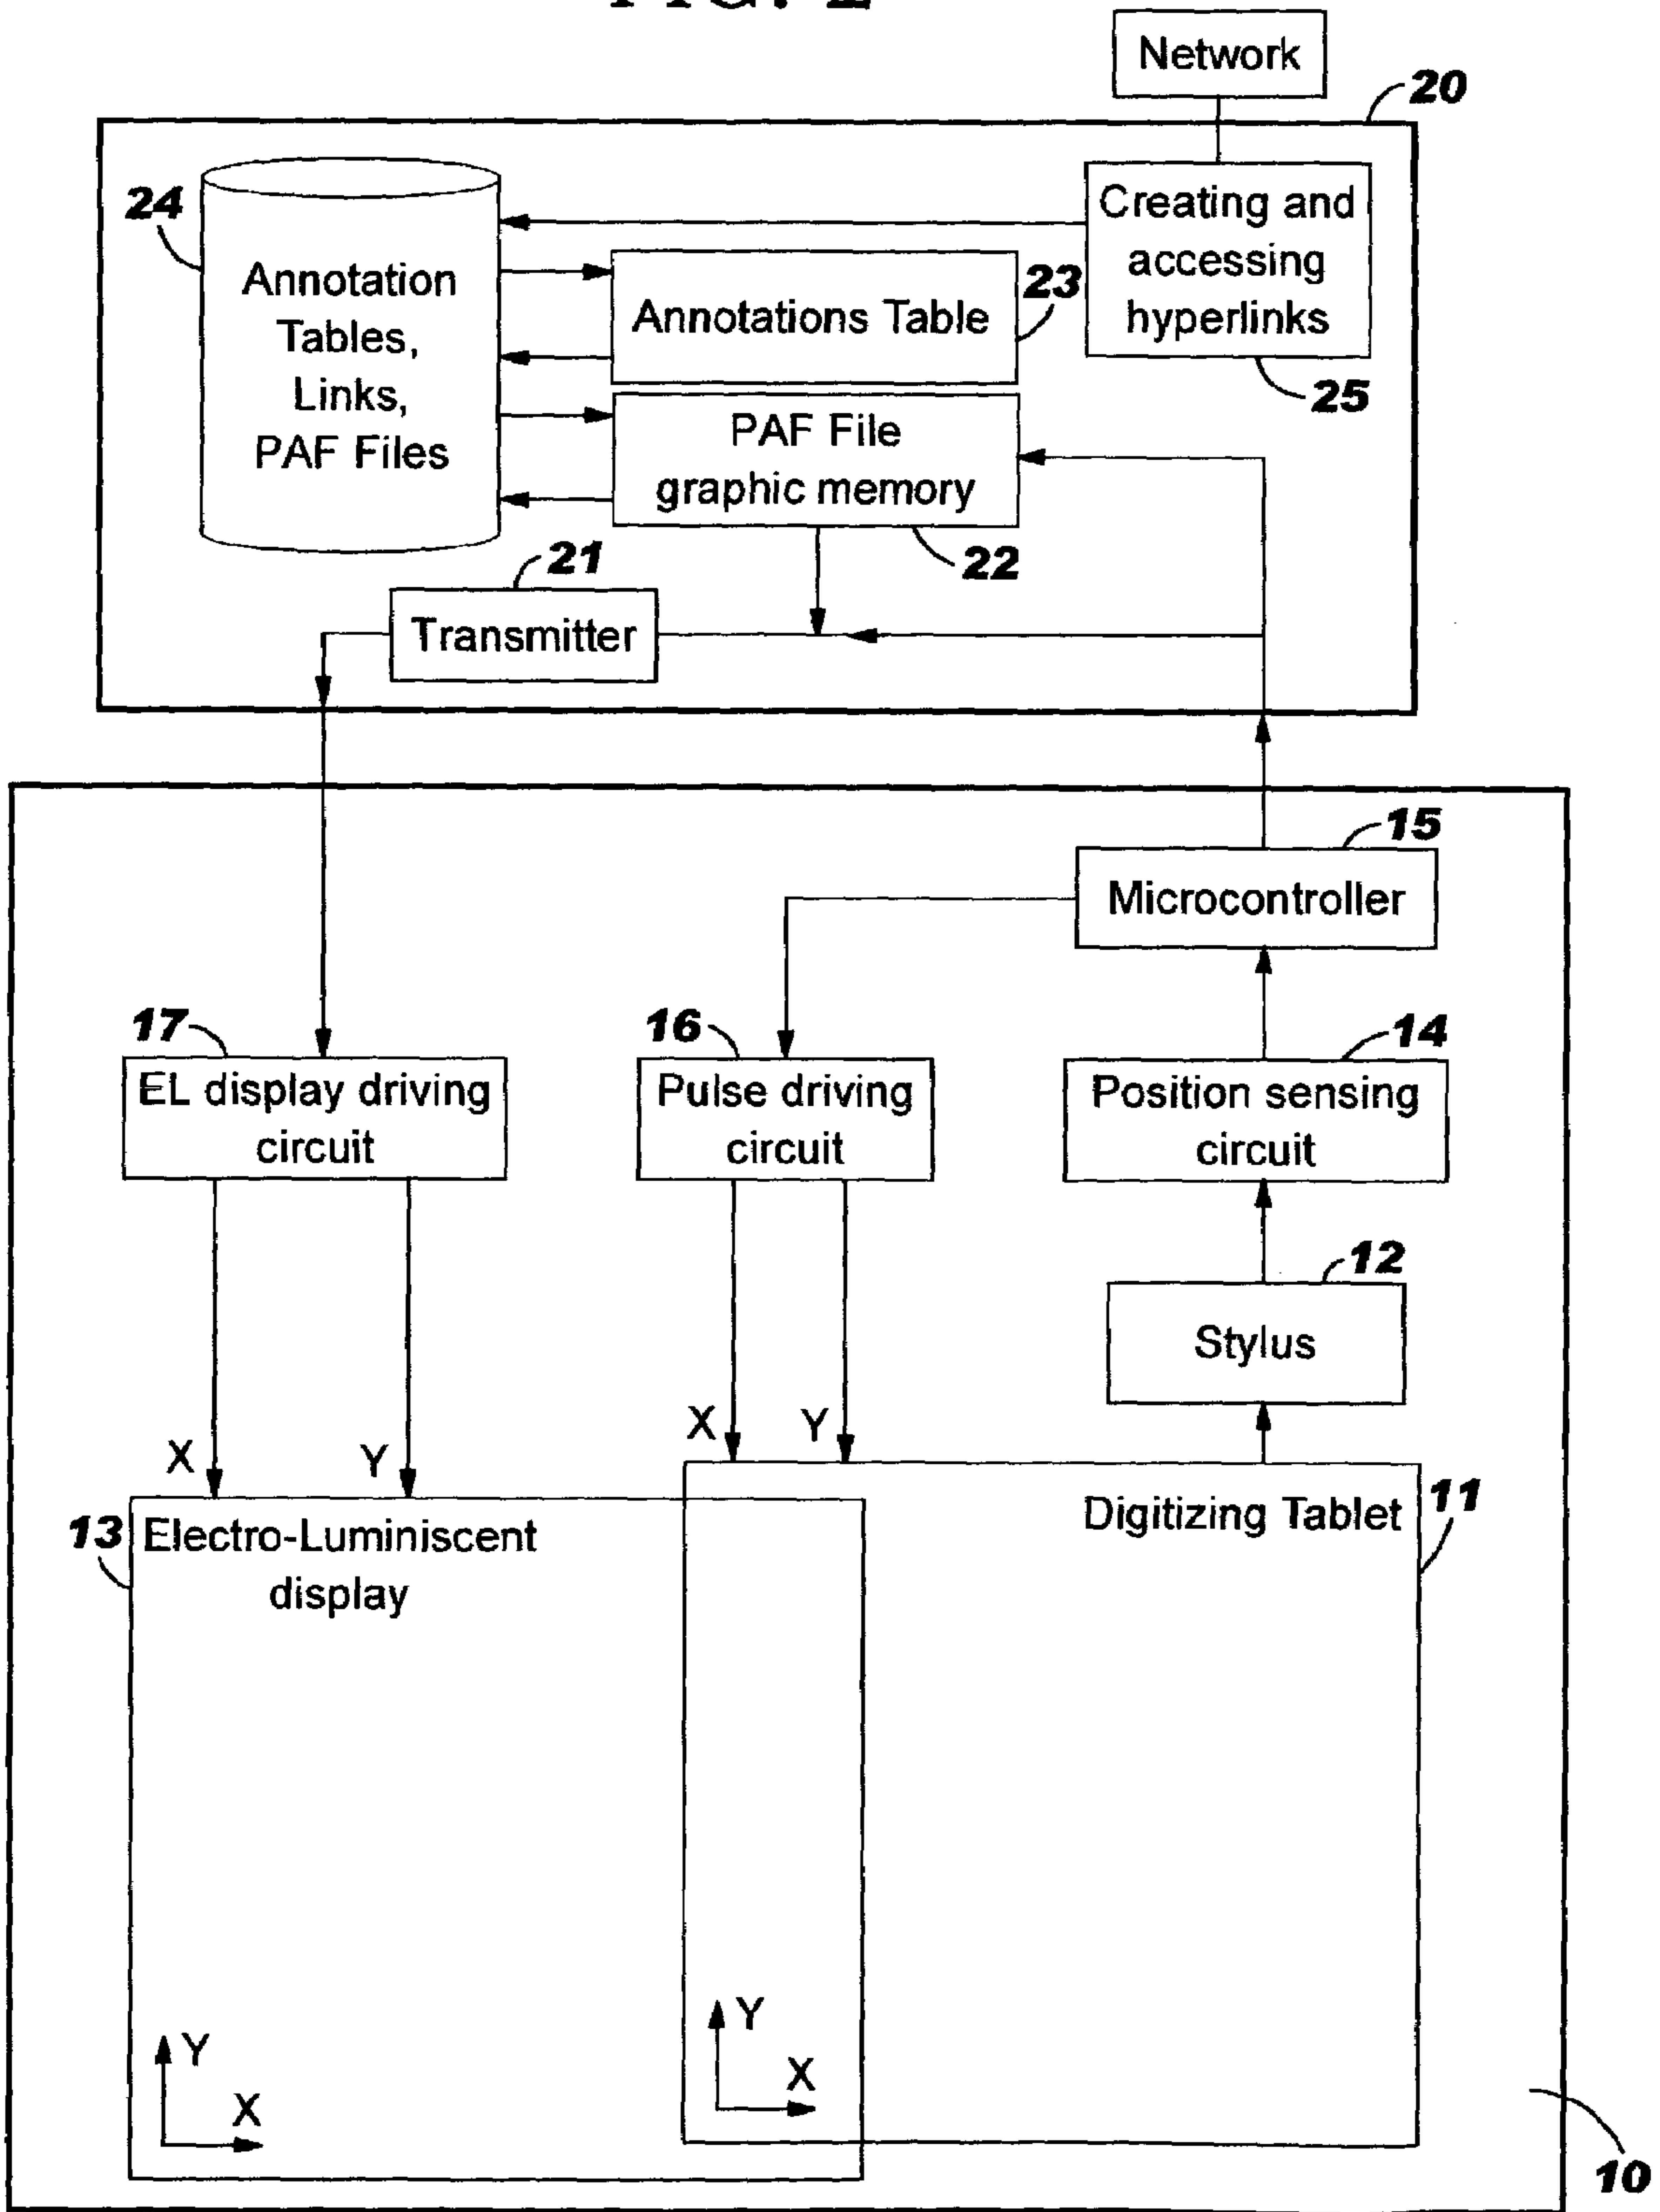 FIG. 2
Network
20
24
Annotation
Tables,
Links,
PAF Files
Annotations Table
23
Creating and
accessing
hyperlinks
25
PAF File
graphic memory
22
21
Transmitter
15
Microcontroller
17
EL display driving
circuit
16
Pulse driving
circuit
14
Position sensing
circuit
12
Stylus
X
Y
X
Y
13
Electro-Luminiscent
display
Digitizing Tablet
11
Y
X
Y
X
10